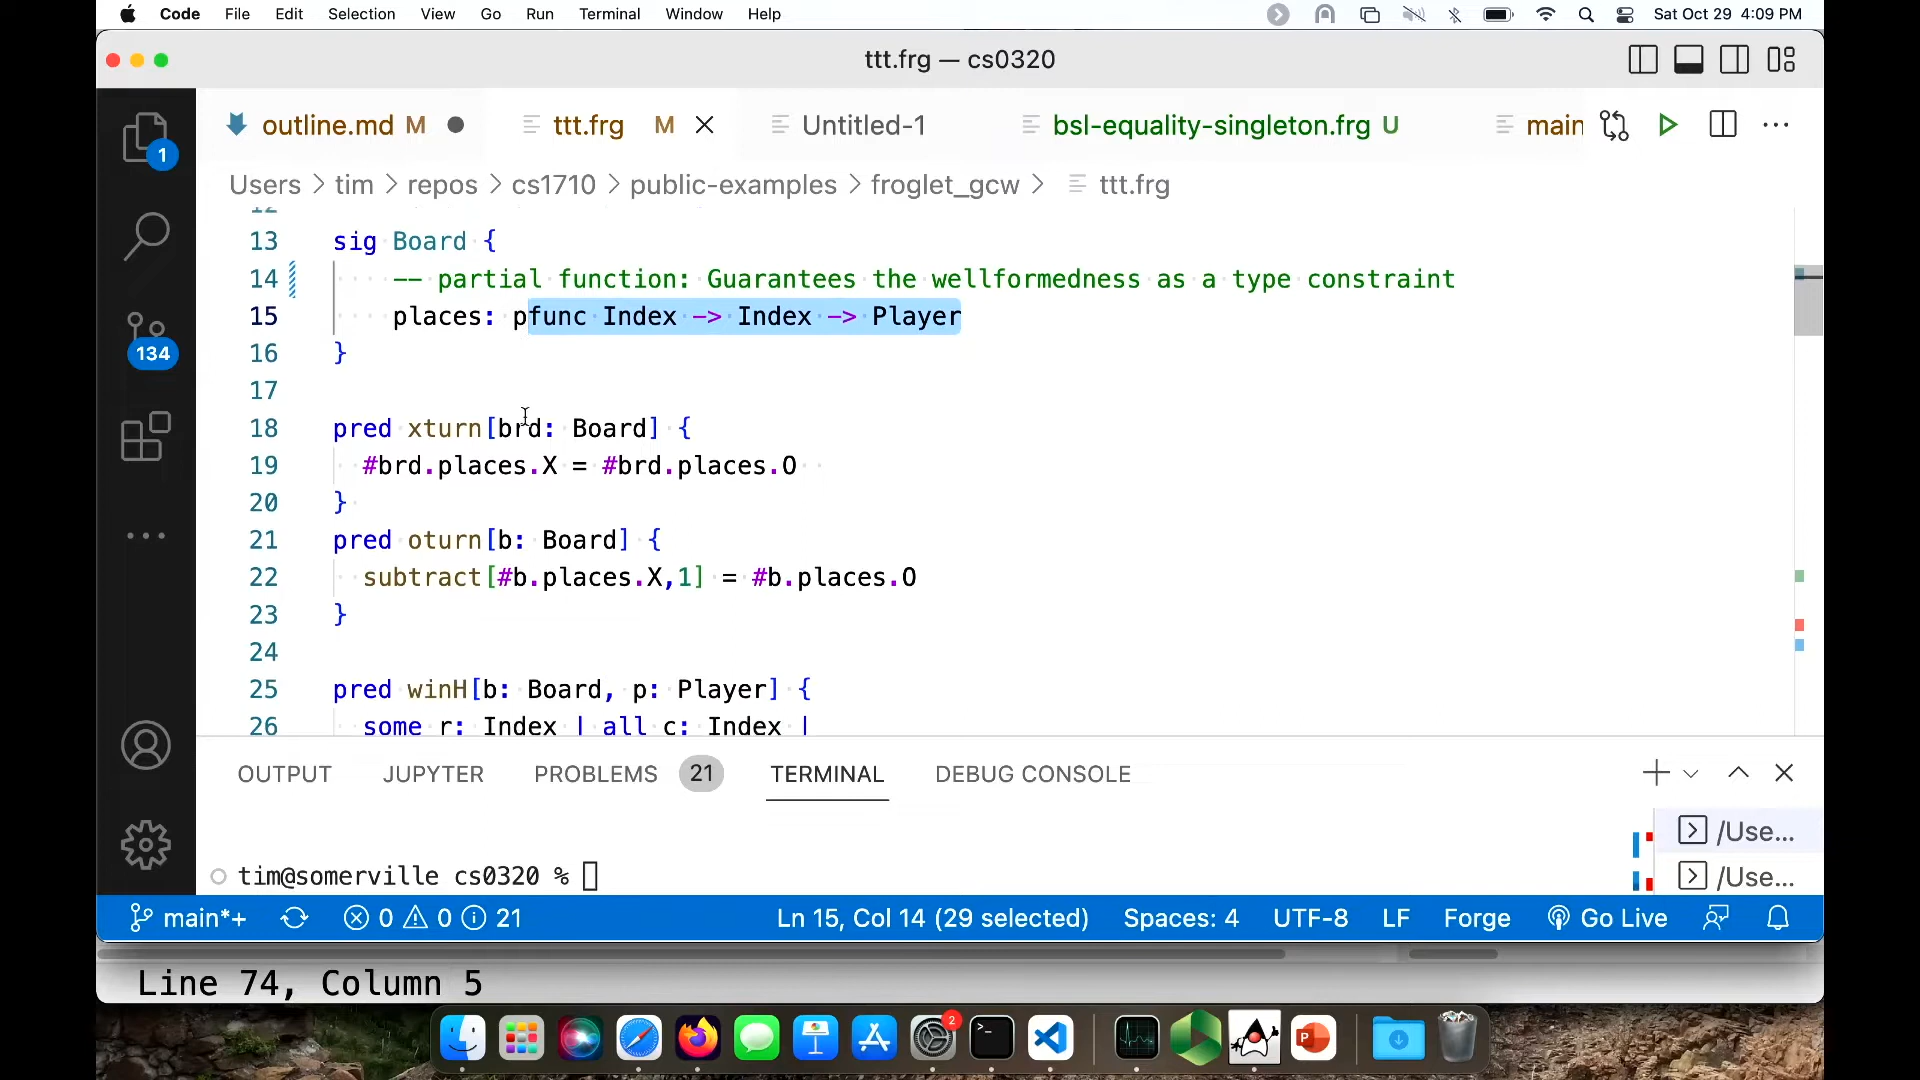 Code File Edit Selection View Go Run Terminal Window Help Sat Oct 29 4:09 PM
ttt.frg — cs0320
outline.md M ttt.frg M Untitled-1 bsl-equality-singleton.frg U main
Users > tim > repos > cs1710 > public-examples > froglet_gcw > ttt.frg
12
13 sig Board {
14 -- partial function: Guarantees the wellformedness as a type constraint
15 places: pfunc Index -> Index -> Player
16 }
17
18 pred xturn[brd: Board] {
19 #brd.places.X = #brd.places.O
20 }
21 pred oturn[b: Board] {
22 subtract[#b.places.X,1] = #b.places.O
23 }
24
25 pred winH[b: Board, p: Player] {
26 some r: Index | all c: Index |
1
134
OUTPUT JUPYTER PROBLEMS 21 TERMINAL DEBUG CONSOLE
/Use...
tim@somerville cs0320 %
/Use...
main*+ 0 0 21 Ln 15, Col 14 (29 selected) Spaces: 4 UTF-8 LF Forge Go Live
Line 74, Column 5
2